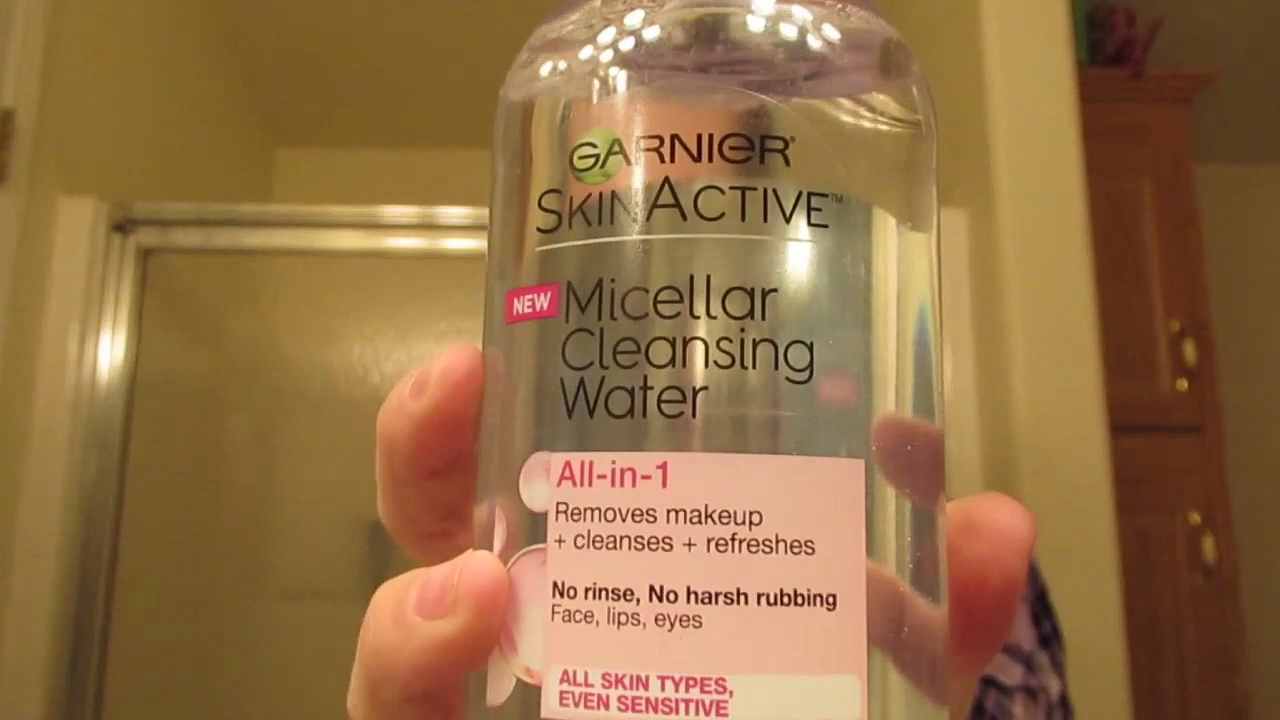 GARNIER®
SKINACTIVE™
NEW Micellar
Cleansing
Water
All-in-1
Removes makeup
+ cleanses + refreshes
No rinse, No harsh rubbing
Face, lips, eyes
ALL SKIN TYPES,
EVEN SENSITIVE